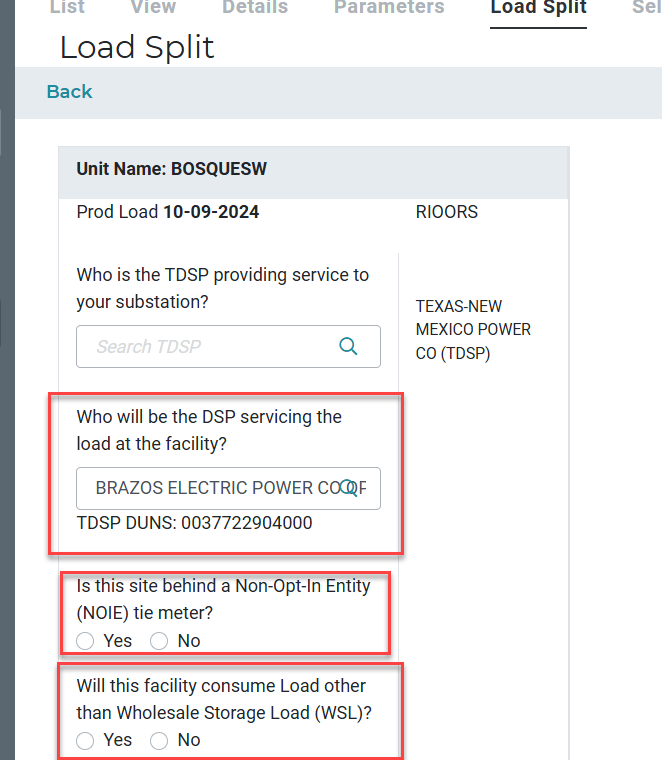 List View Details Parameters Load Split Sel
Load Split
Back
Unit Name: BOSQUESW
Prod Load 10-09-2024 RIOORS
Who is the TDSP providing service to
your substation?
Search TDSP
TEXAS-NEW
MEXICO POWER
CO (TDSP)
Who will be the DSP servicing the
load at the facility?
BRAZOS ELECTRIC POWER CO OP
TDSP DUNS: 0037722904000
Is this site behind a Non-Opt-In Entity
(NOIE) tie meter?
Yes No
Will this facility consume Load other
than Wholesale Storage Load (WSL)?
Yes No